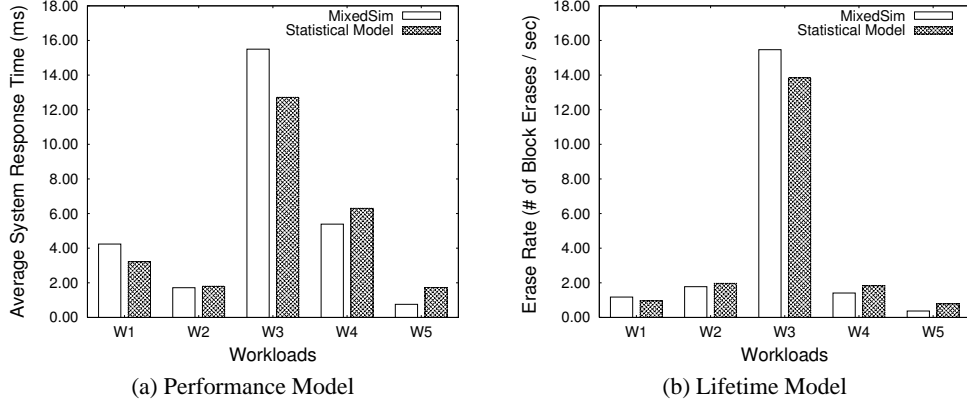 18.00
16.00
14.00
12.00
10.00
8.00
6.00
4.00
2.00
0.00
Average System Response Time (ms)
MixedSim
Statistical Model
W1 W2 W3 W4 W5
Workloads
(a) Performance Model
18.00
16.00
14.00
12.00
10.00
8.00
6.00
4.00
2.00
0.00
Erase Rate (# of Block Erases / sec)
MixedSim
Statistical Model
W1 W2 W3 W4 W5
Workloads
(b) Lifetime Model